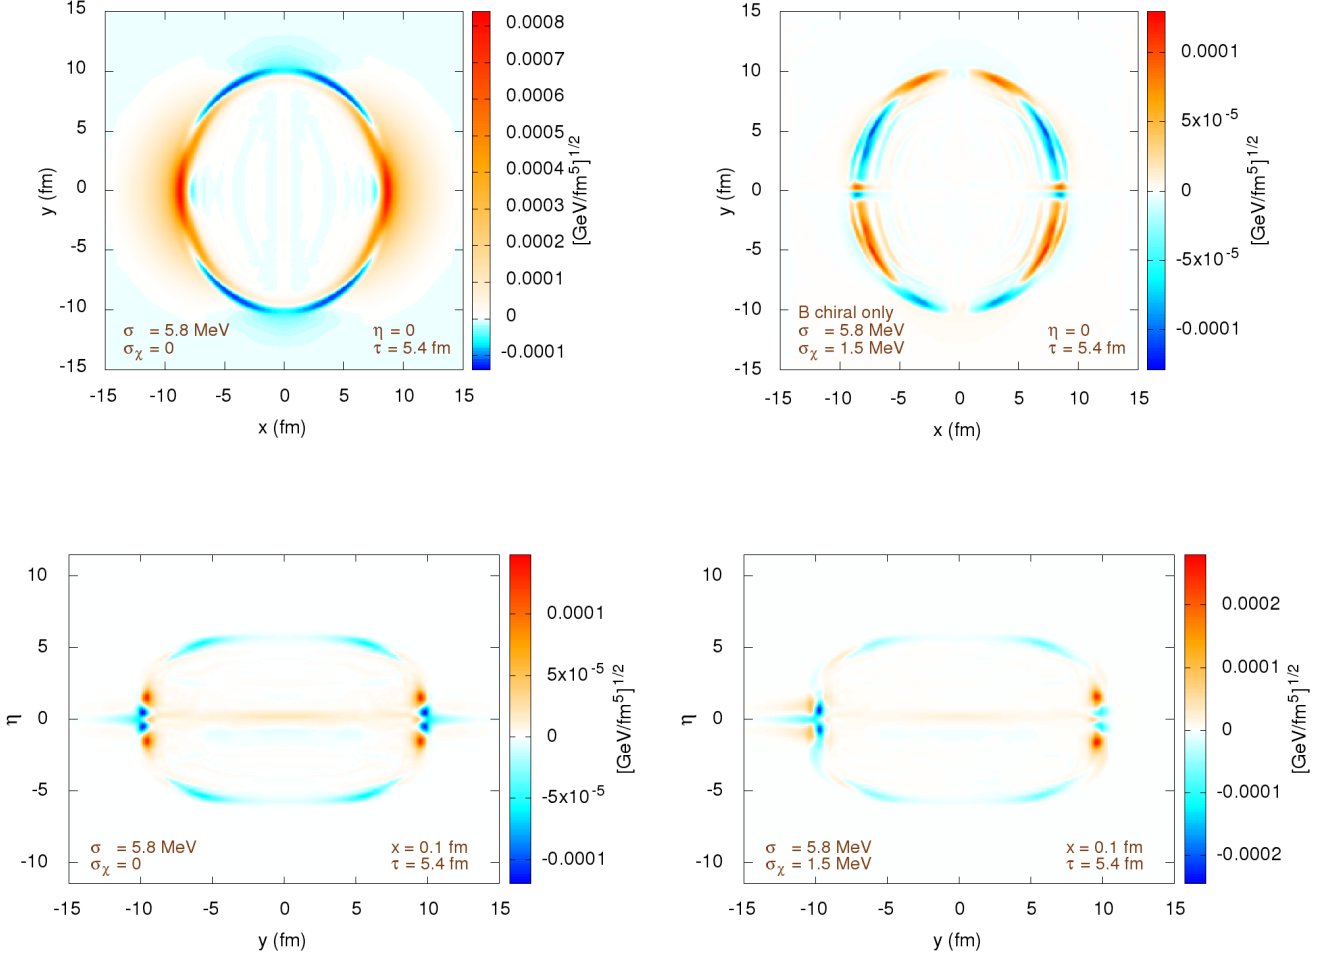 15
10
5
0
-5
-10
-15
y (fm)
-15 -10 -5 0 5 10 15
x (fm)
σ = 5.8 MeV
σχ = 0
η = 0
τ = 5.4 fm
0.0008
0.0007
0.0006
0.0005
0.0004
0.0003
0.0002
0.0001
0
-0.0001
[GeV/fm⁵]¹/²
15
10
5
0
-5
-10
-15
y (fm)
-15 -10 -5 0 5 10 15
x (fm)
B chiral only
σ = 5.8 MeV
σχ = 1.5 MeV
η = 0
τ = 5.4 fm
0.0001
5x10⁻⁵
0
-5x10⁻⁵
-0.0001
[GeV/fm⁵]¹/²
10
5
0
-5
-10
η
-15 -10 -5 0 5 10 15
y (fm)
σ = 5.8 MeV
σχ = 0
x = 0.1 fm
τ = 5.4 fm
0.0001
5x10⁻⁵
0
-5x10⁻⁵
-0.0001
[GeV/fm⁵]¹/²
10
5
0
-5
-10
η
-15 -10 -5 0 5 10 15
y (fm)
σ = 5.8 MeV
σχ = 1.5 MeV
x = 0.1 fm
τ = 5.4 fm
0.0002
0.0001
0
-0.0001
-0.0002
[GeV/fm⁵]¹/²